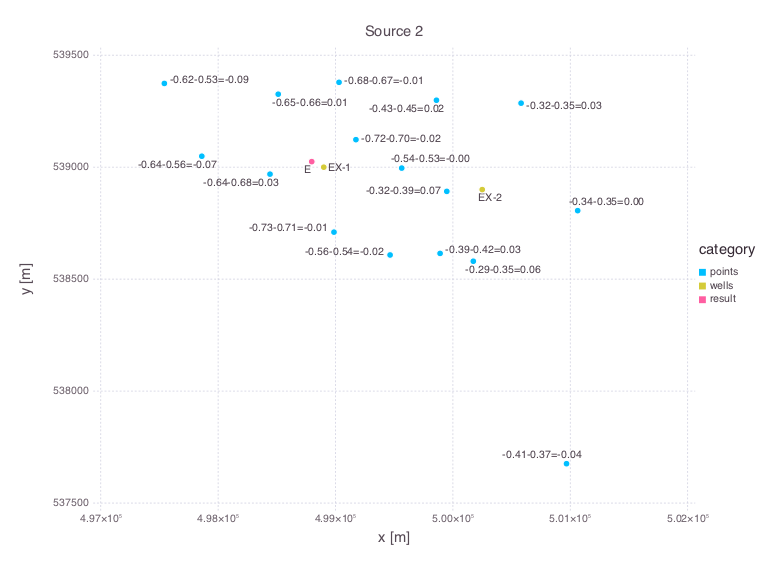 Source 2
539500
-0.62-0.53=-0.09
-0.68-0.67=-0.01
-0.65-0.66=0.01
-0.43-0.45=0.02
-0.32-0.35=0.03
-0.72-0.70=-0.02
539000
-0.64-0.56=-0.07
E
EX-1
-0.54-0.53=-0.00
-0.64-0.68=0.03
-0.32-0.39=0.07
EX-2
-0.34-0.35=0.00
-0.73-0.71=-0.01
-0.56-0.54=-0.02
-0.39-0.42=0.03
-0.29-0.35=0.06
538500
y [m]
category
points
wells
result
538000
-0.41-0.37=-0.04
537500
4.97×10⁵
4.98×10⁵
4.99×10⁵
5.00×10⁵
5.01×10⁵
5.02×10⁵
x [m]